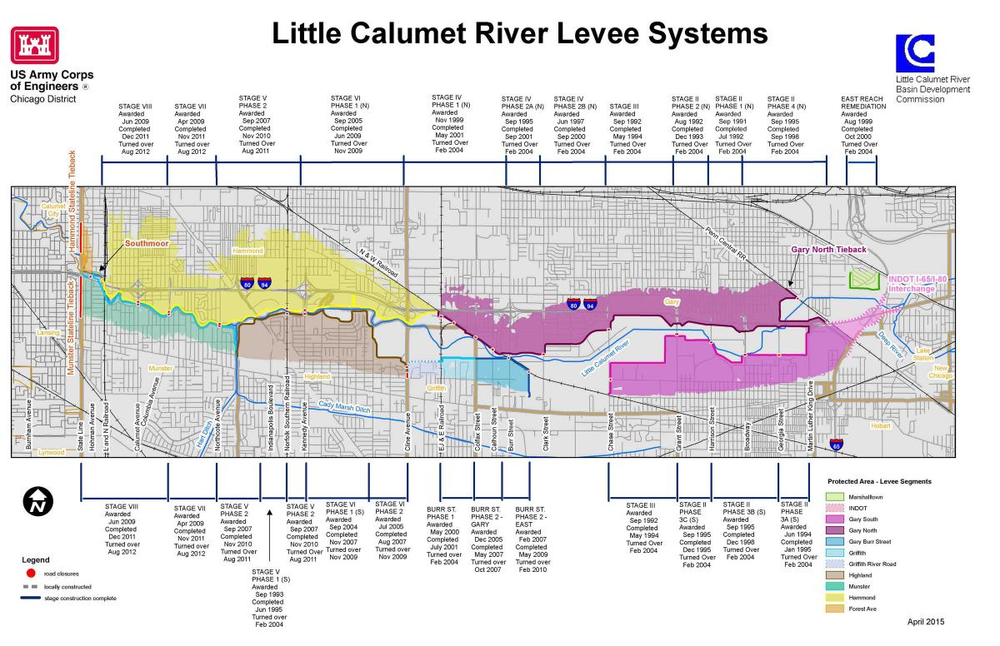 Little Calumet River Levee Systems
US Army Corps
of Engineers ®
Chicago District
Little Calumet River
Basin Development
Commission
STAGE VIII
Awarded
Jun 2009
Completed
Dec 2011
Turned over
Aug 2012
STAGE VII
Awarded
Apr 2009
Completed
Nov 2011
Turned over
Aug 2012
STAGE V
PHASE 2
Awarded
Sep 2007
Completed
Nov 2010
Turned Over
Aug 2011
STAGE VI
PHASE 1 (N)
Awarded
Sep 2005
Completed
Jun 2009
Turned Over
Nov 2009
STAGE IV
PHASE 1 (N)
Awarded
Nov 1999
Completed
May 2001
Turned Over
Feb 2004
STAGE IV
PHASE 2A (N)
Awarded
Sep 1995
Completed
Sep 2001
Turned Over
Feb 2004
STAGE IV
PHASE 2B (N)
Awarded
Jun 1997
Completed
Sep 2000
Turned Over
Feb 2004
STAGE III
Awarded
Sep 1992
Completed
May 1994
Turned Over
Feb 2004
STAGE II
PHASE 2 (N)
Awarded
Aug 1992
Completed
Dec 1993
Turned Over
Feb 2004
STAGE II
PHASE 1 (N)
Awarded
Sep 1991
Completed
Jul 1992
Turned Over
Feb 2004
STAGE II
PHASE 4 (N)
Awarded
Sep 1995
Completed
Sep 1998
Turned Over
Feb 2004
EAST REACH
REMEDIATION
Awarded
Aug 1999
Completed
Oct 2000
Turned Over
Feb 2004
Hammond Stateline Tieback
Munster Stateline Tieback
Calumet
City
Southmoor
Hammond
N & W Railroad
Penn Central RR
Gary North Tieback
INDOT I-65/I-80
Interchange
80
94
80
94
Gary
Lansing
Munster
Highland
Griffith
Little Calumet River
Deep River
Lake
Station
New
Chicago
Hobart
Lynwood
Cady Marsh Ditch
Hart Ditch
65
Burnham Avenue
State Line
Hohman Avenue
L and N Railroad
Calumet Avenue
Columbia Avenue
Northcote Avenue
Indianapolis Boulevard
Norfolk Southern Railroad
Kennedy Avenue
Cline Avenue
EJ & E Railroad
Colfax Street
Calhoun Street
Burr Street
Clark Street
Chase Street
Grant Street
Harrison Street
Broadway
Georgia Street
Martin Luther King Drive
N
STAGE VIII
Awarded
Jun 2009
Completed
Dec 2011
Turned over
Aug 2012
STAGE VII
Awarded
Apr 2009
Completed
Nov 2011
Turned over
Aug 2012
STAGE V
PHASE 2
Awarded
Sep 2007
Completed
Nov 2010
Turned Over
Aug 2011
STAGE V
PHASE 1 (S)
Awarded
Sep 1993
Completed
Jun 1995
Turned over
Feb 2004
STAGE V
PHASE 2
Awarded
Sep 2007
Completed
Nov 2010
Turned Over
Aug 2011
STAGE VI
PHASE 1 (S)
Awarded
Sep 2004
Completed
Nov 2007
Turned over
Nov 2009
STAGE VI
PHASE 2
Awarded
Jul 2005
Completed
Aug 2007
Turned over
Nov 2009
BURR ST.
PHASE 1
Awarded
May 2000
Completed
July 2001
Turned over
Feb 2004
BURR ST.
PHASE 2 -
GARY
Awarded
Dec 2005
Completed
May 2007
Turned over
Oct 2007
BURR ST.
PHASE 2 -
EAST
Awarded
Feb 2007
Completed
May 2009
Turned over
Feb 2010
STAGE III
Awarded
Sep 1992
Completed
May 1994
Turned Over
Feb 2004
STAGE II
PHASE
3C (S)
Awarded
Sep 1995
Completed
Dec 1995
Turned Over
Feb 2004
STAGE II
PHASE 3B (S)
Awarded
Sep 1995
Completed
Dec 1998
Turned Over
Feb 2004
STAGE II
PHASE
3A (S)
Awarded
Jun 1994
Completed
Jan 1995
Turned Over
Feb 2004
Legend
road closures
locally constructed
stage construction complete
Protected Area - Levee Segments
Marshalltown
INDOT
Gary South
Gary North
Gary Burr Street
Griffith
Griffith River Road
Highland
Munster
Hammond
Forest Ave
April 2015